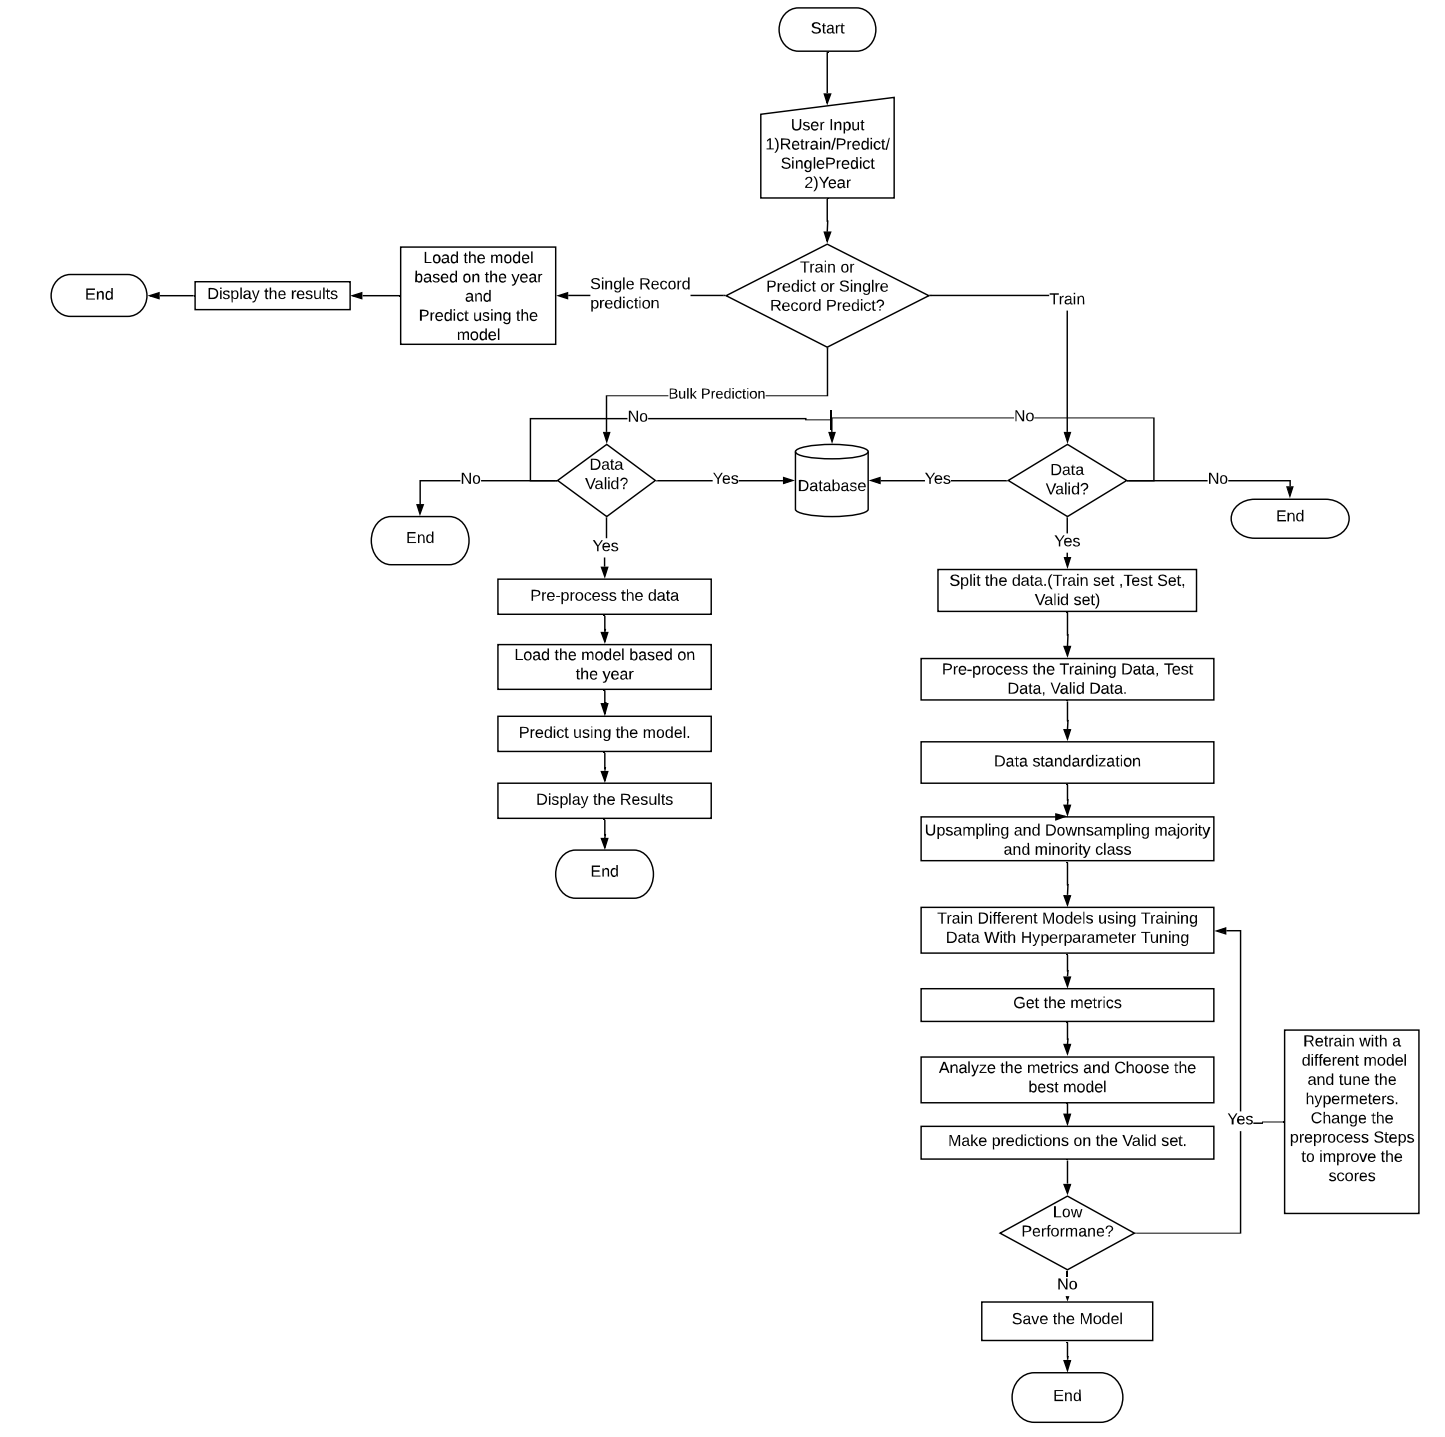 Start
User Input
1)Retrain/Predict/
SinglePredict
2)Year
Train or
Predict or Singlre
Record Predict?
Single Record
prediction
Load the model
based on the year
and
Predict using the
model
Display the results
End
Train
Bulk Prediction
No
No
Data
Valid?
No
Yes
Database
Yes
Data
Valid?
No
End
End
Yes
Pre-process the data
Load the model based on
the year
Predict using the model.
Display the Results
End
Yes
Split the data.(Train set ,Test Set,
Valid set)
Pre-process the Training Data, Test
Data, Valid Data.
Data standardization
Upsampling and Downsampling majority
and minority class
Train Different Models using Training
Data With Hyperparameter Tuning
Get the metrics
Analyze the metrics and Choose the
best model
Make predictions on the Valid set.
Low
Performane?
Yes
Retrain with a
different model
and tune the
hypermeters.
Change the
preprocess Steps
to improve the
scores
No
Save the Model
End